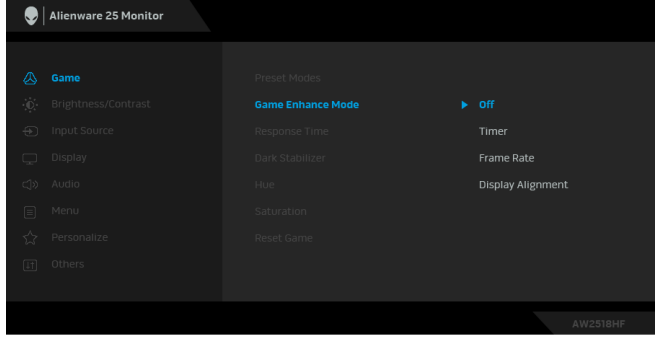 Alienware 25 Monitor
Game
Preset Modes
Brightness/Contrast
Game Enhance Mode
Off
Input Source
Response Time
Timer
Display
Dark Stabilizer
Frame Rate
Audio
Hue
Display Alignment
Menu
Saturation
Personalize
Reset Game
Others
AW2518HF